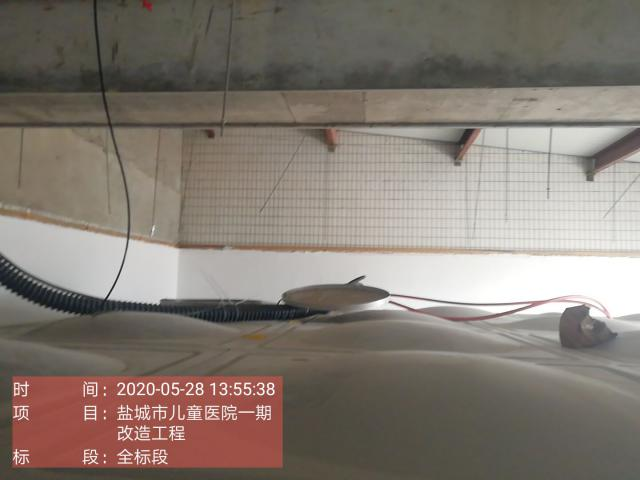 时 间: 2020-05-28 13:55:38
项 目: 盐城市儿童医院一期
改造工程
标 段: 全标段